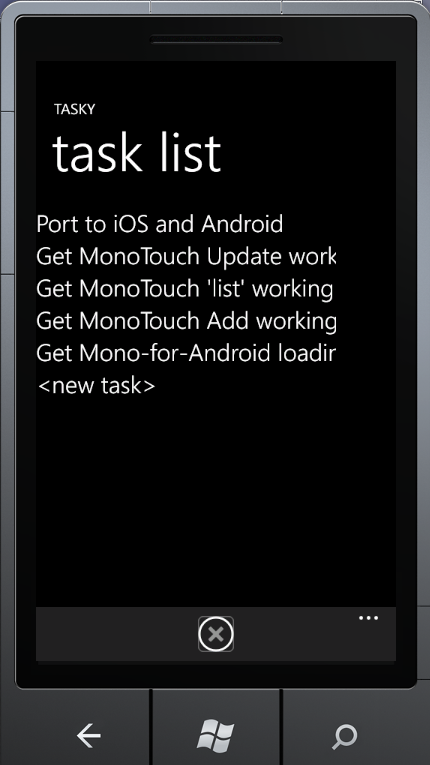 TASKY
task list
Port to iOS and Android
Get MonoTouch Update work
Get MonoTouch 'list' working
Get MonoTouch Add working
Get Mono-for-Android loadin
<new task>